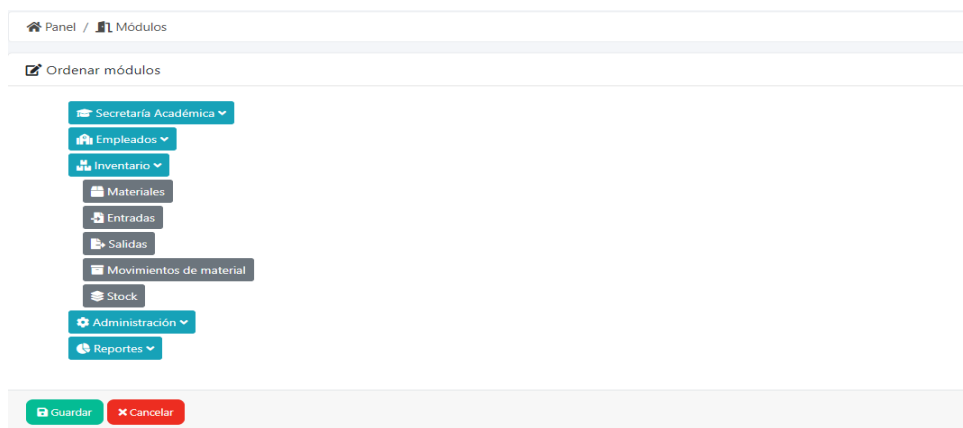 Panel / Módulos
Ordenar módulos
Secretaría Académica
Empleados
Inventario
Materiales
Entradas
Salidas
Movimientos de material
Stock
Administración
Reportes
Guardar Cancelar